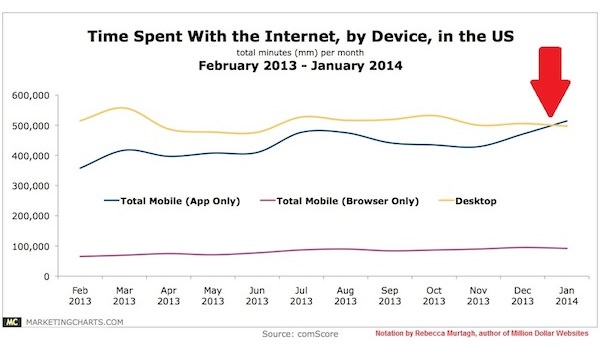 Time Spent With the Internet, by Device, in the US
total minutes (mm) per month
February 2013 - January 2014
600,000
500,000
400,000
300,000
200,000
100,000
0
Total Mobile (App Only) Total Mobile (Browser Only) Desktop
Feb 2013
Mar 2013
Apr 2013
May 2013
Jun 2013
Jul 2013
Aug 2013
Sep 2013
Oct 2013
Nov 2013
Dec 2013
Jan 2014
MC MARKETINGCHARTS.COM
Source: comScore
Notation by Rebecca Murtagh, author of Million Dollar Websites